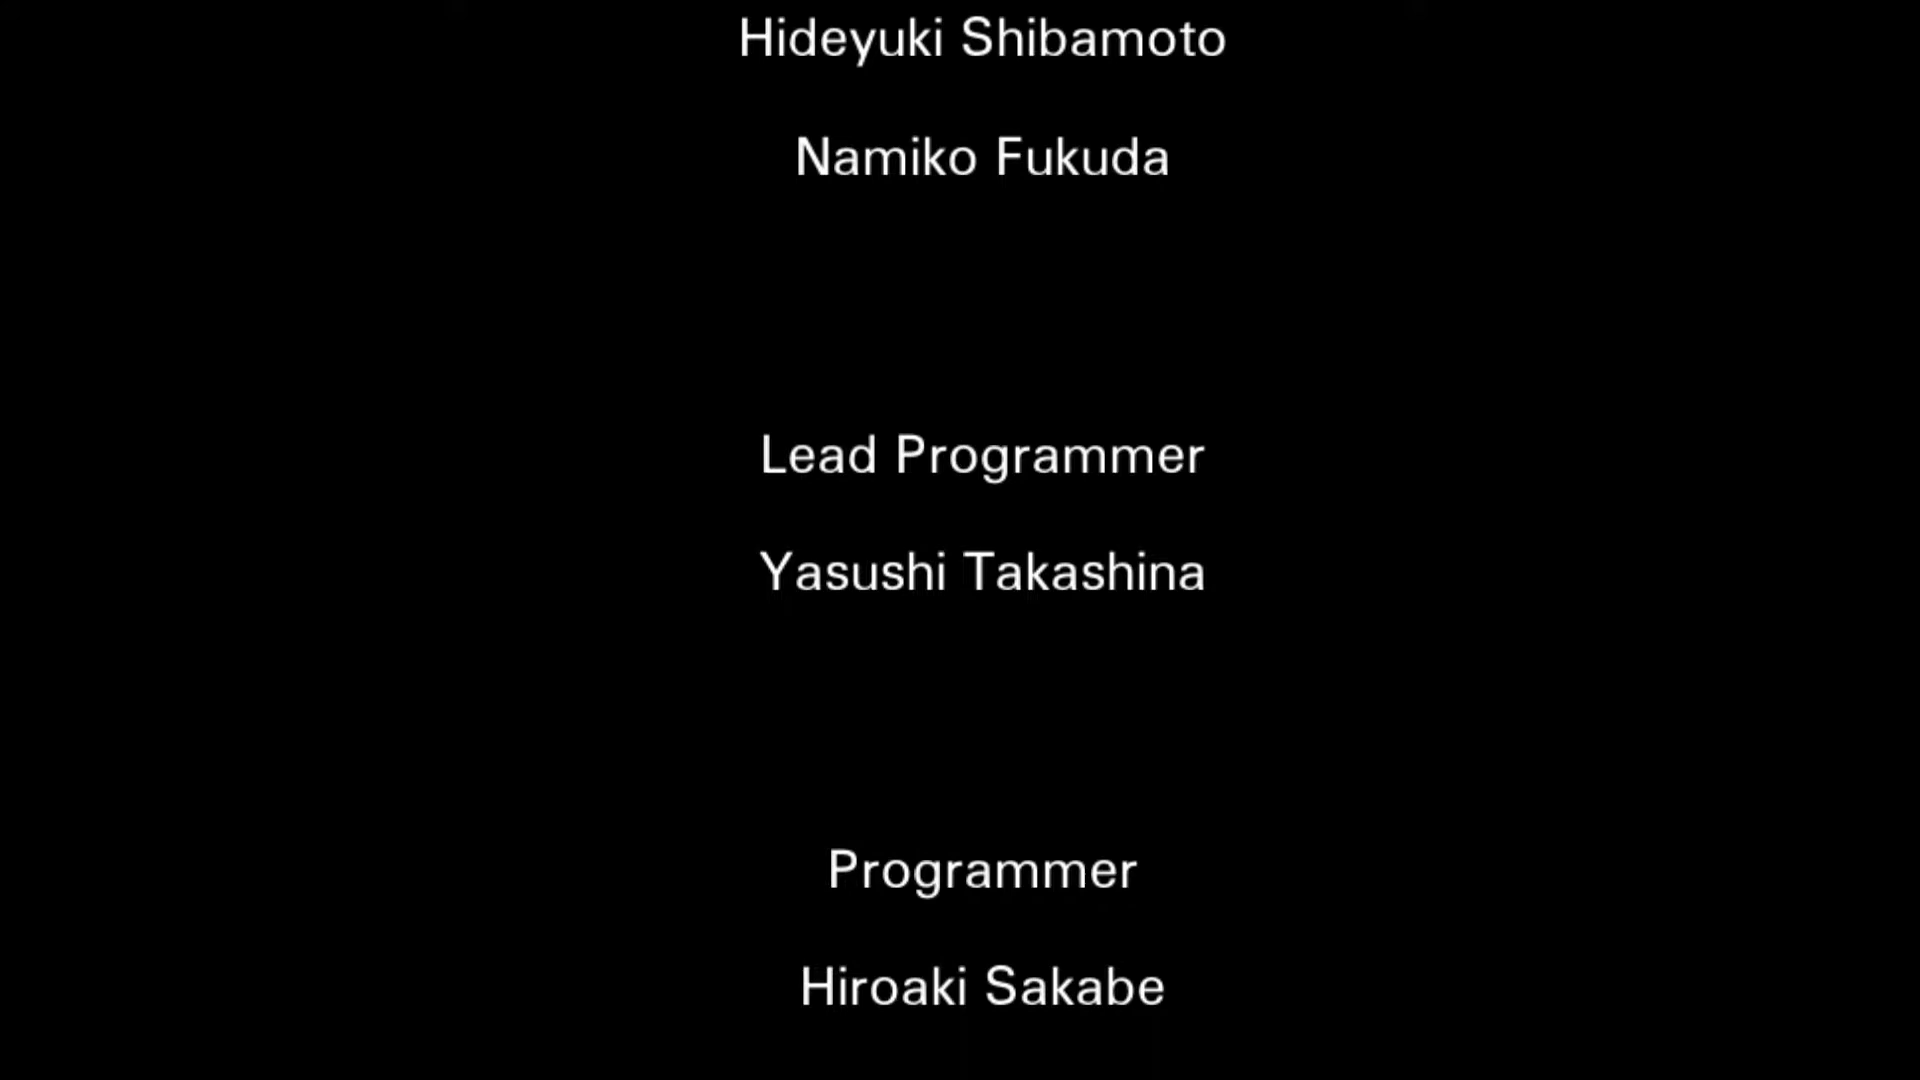 Hideyuki Shibamoto
Namiko Fukuda
Lead Programmer
Yasushi Takashina
Programmer
Hiroaki Sakabe